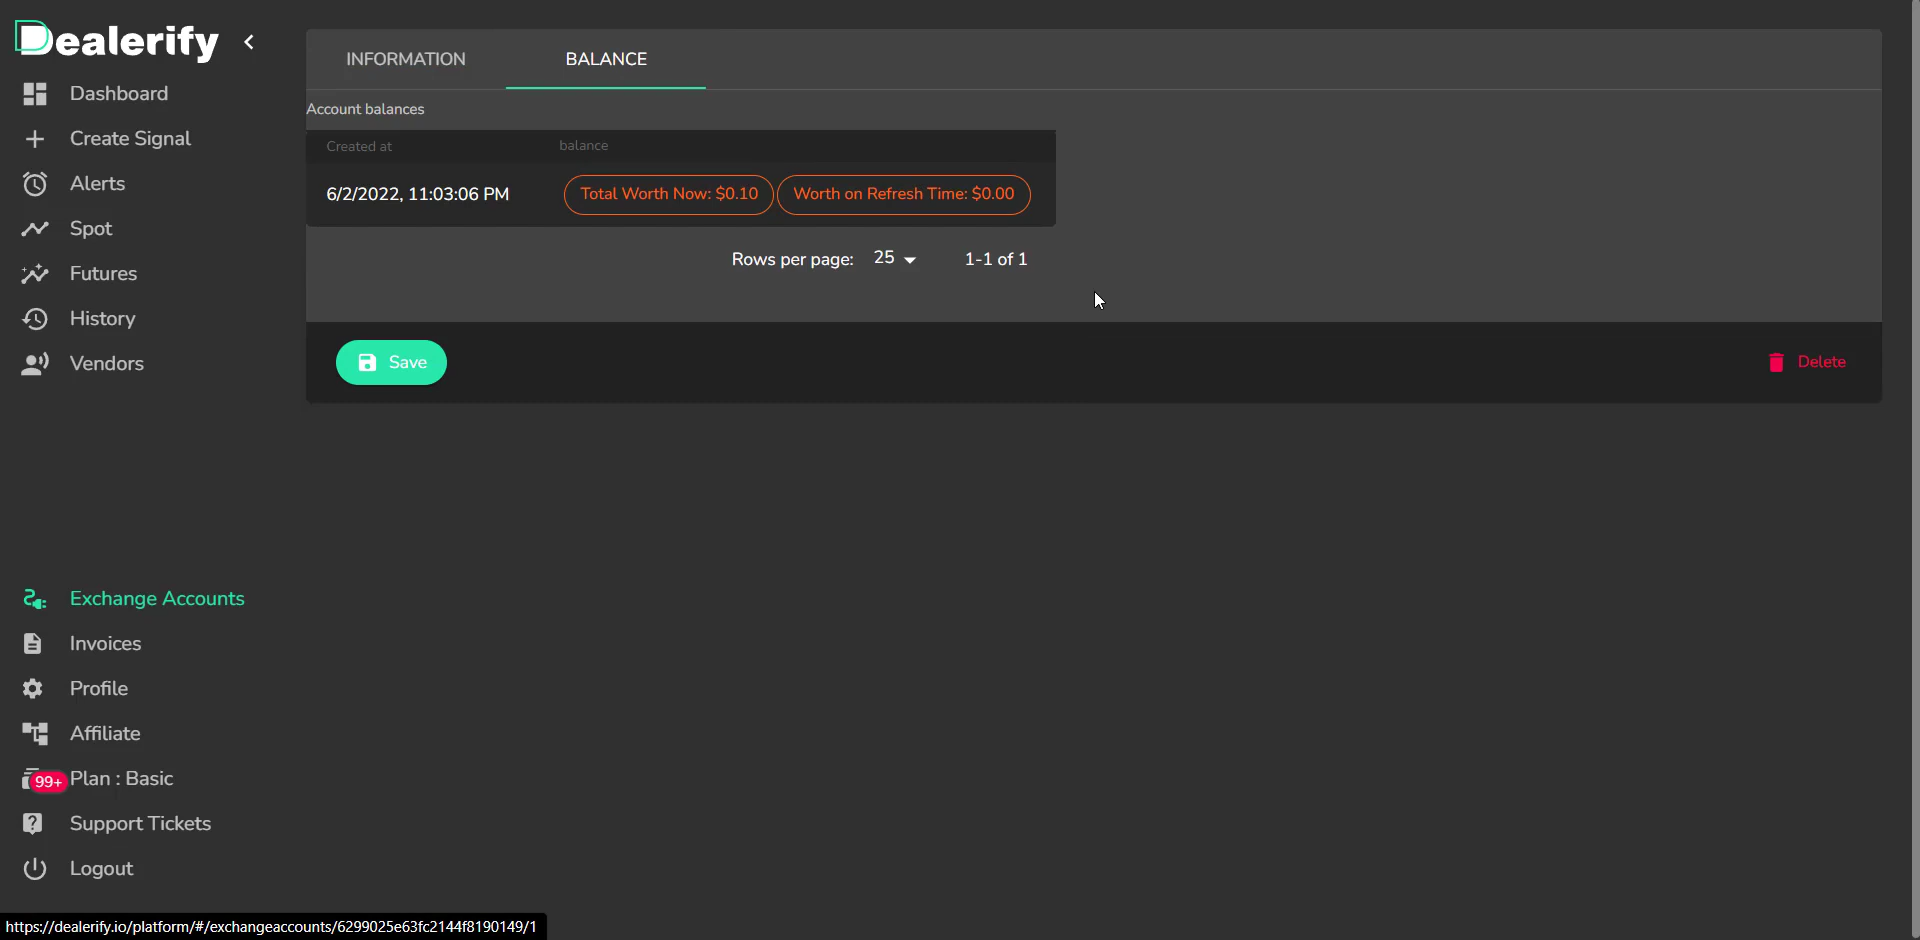 Dealerify
Dashboard
Create Signal
Alerts
Spot
Futures
History
Vendors
Exchange Accounts
Invoices
Profile
Affiliate
99+ Plan : Basic
Support Tickets
Logout
INFORMATION BALANCE
Account balances
Created at balance
6/2/2022, 11:03:06 PM Total Worth Now: $0.10 Worth on Refresh Time: $0.00
Rows per page: 25 1-1 of 1
Save Delete
https://dealerify.io/platform/#/exchangeaccounts/6299025e63fc2144f8190149/1